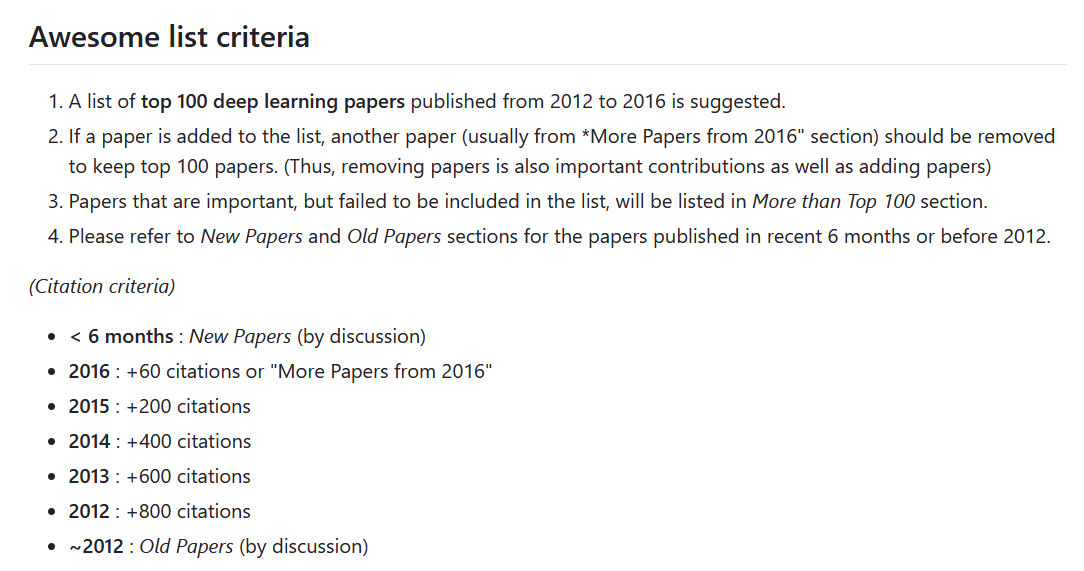 Awesome list criteria
1. A list of top 100 deep learning papers published from 2012 to 2016 is suggested.
2. If a paper is added to the list, another paper (usually from *More Papers from 2016" section) should be removed
to keep top 100 papers. (Thus, removing papers is also important contributions as well as adding papers)
3. Papers that are important, but failed to be included in the list, will be listed in More than Top 100 section.
4. Please refer to New Papers and Old Papers sections for the papers published in recent 6 months or before 2012.
(Citation criteria)
• < 6 months : New Papers (by discussion)
• 2016 : +60 citations or "More Papers from 2016"
• 2015 : +200 citations
• 2014 : +400 citations
• 2013 : +600 citations
• 2012 : +800 citations
• ~2012 : Old Papers (by discussion)